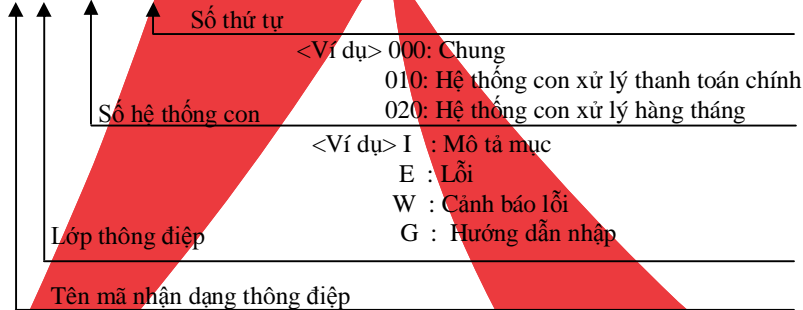 Số thứ tự
<Ví dụ> 000: Chung
010: Hệ thống con xử lý thanh toán chính
020: Hệ thống con xử lý hàng tháng
Số hệ thống con
<Ví dụ> I : Mô tả mục
E : Lỗi
W : Cảnh báo lỗi
G : Hướng dẫn nhập
Lớp thông điệp
Tên mã nhận dạng thông điệp